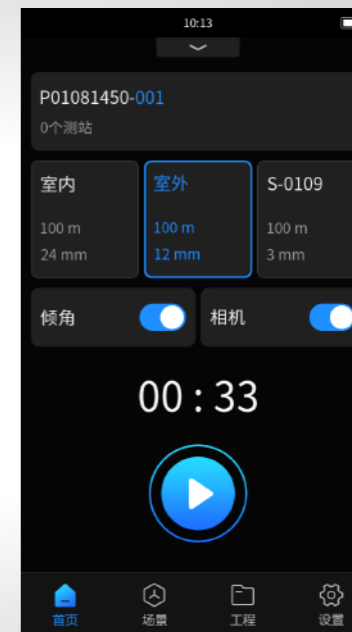 10:13
P01081450-001
0个测站
室内
100 m
24 mm
室外
100 m
12 mm
S-0109
100 m
3 mm
倾角
相机
00 : 33
首页
场景
工程
设置